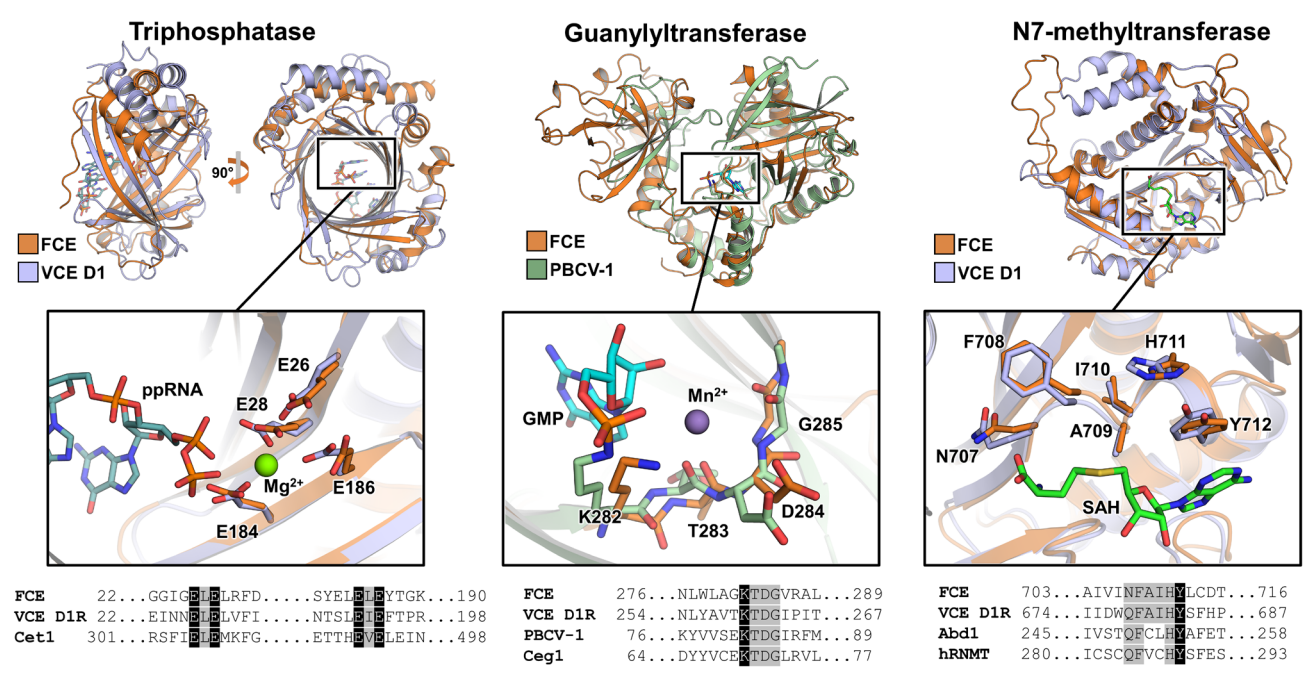 Triphosphatase
90°
FCE
VCE D1
ppRNA
E26
E28
Mg²⁺
E186
E184
FCE 22...GGIGELELRFD.....SYELELEYTGK...190
VCE D1R 22...EINNELELVFI.....NTSLEIEFTPR...198
Cet1 301...RSFIELEMKFG.....ETTHEVELEIN...498
Guanylyltransferase
FCE
PBCV-1
GMP
Mn²⁺
G285
K282
T283
D284
FCE 276...NLWLAGKTDGVRAL...289
VCE D1R 254...NLYAVTKTDGIPIT...267
PBCV-1 76...KYVVSEKTDGIRFM...89
Ceg1 64...DYYVCEKTDGLRVL...77
N7-methyltransferase
FCE
VCE D1
F708
H711
I710
A709
Y712
N707
SAH
FCE 703...AIVINFAIHYLCDT...716
VCE D1R 674...IIDWQFAIHYSFHP...687
Abd1 245...IVSTQFCLHYAFET...258
hRNMT 280...ICSCQFVCHYSFES...293